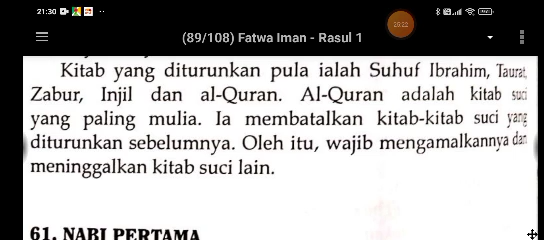 21:30
25:22
(89/108) Fatwa Iman - Rasul 1
Kitab yang diturunkan pula ialah Suhuf Ibrahim, Taurat,
Zabur, Injil dan al-Quran. Al-Quran adalah kitab suci
yang paling mulia. Ia membatalkan kitab-kitab suci yang
diturunkan sebelumnya. Oleh itu, wajib mengamalkannya dan
meninggalkan kitab suci lain.
61. NABI PERTAMA